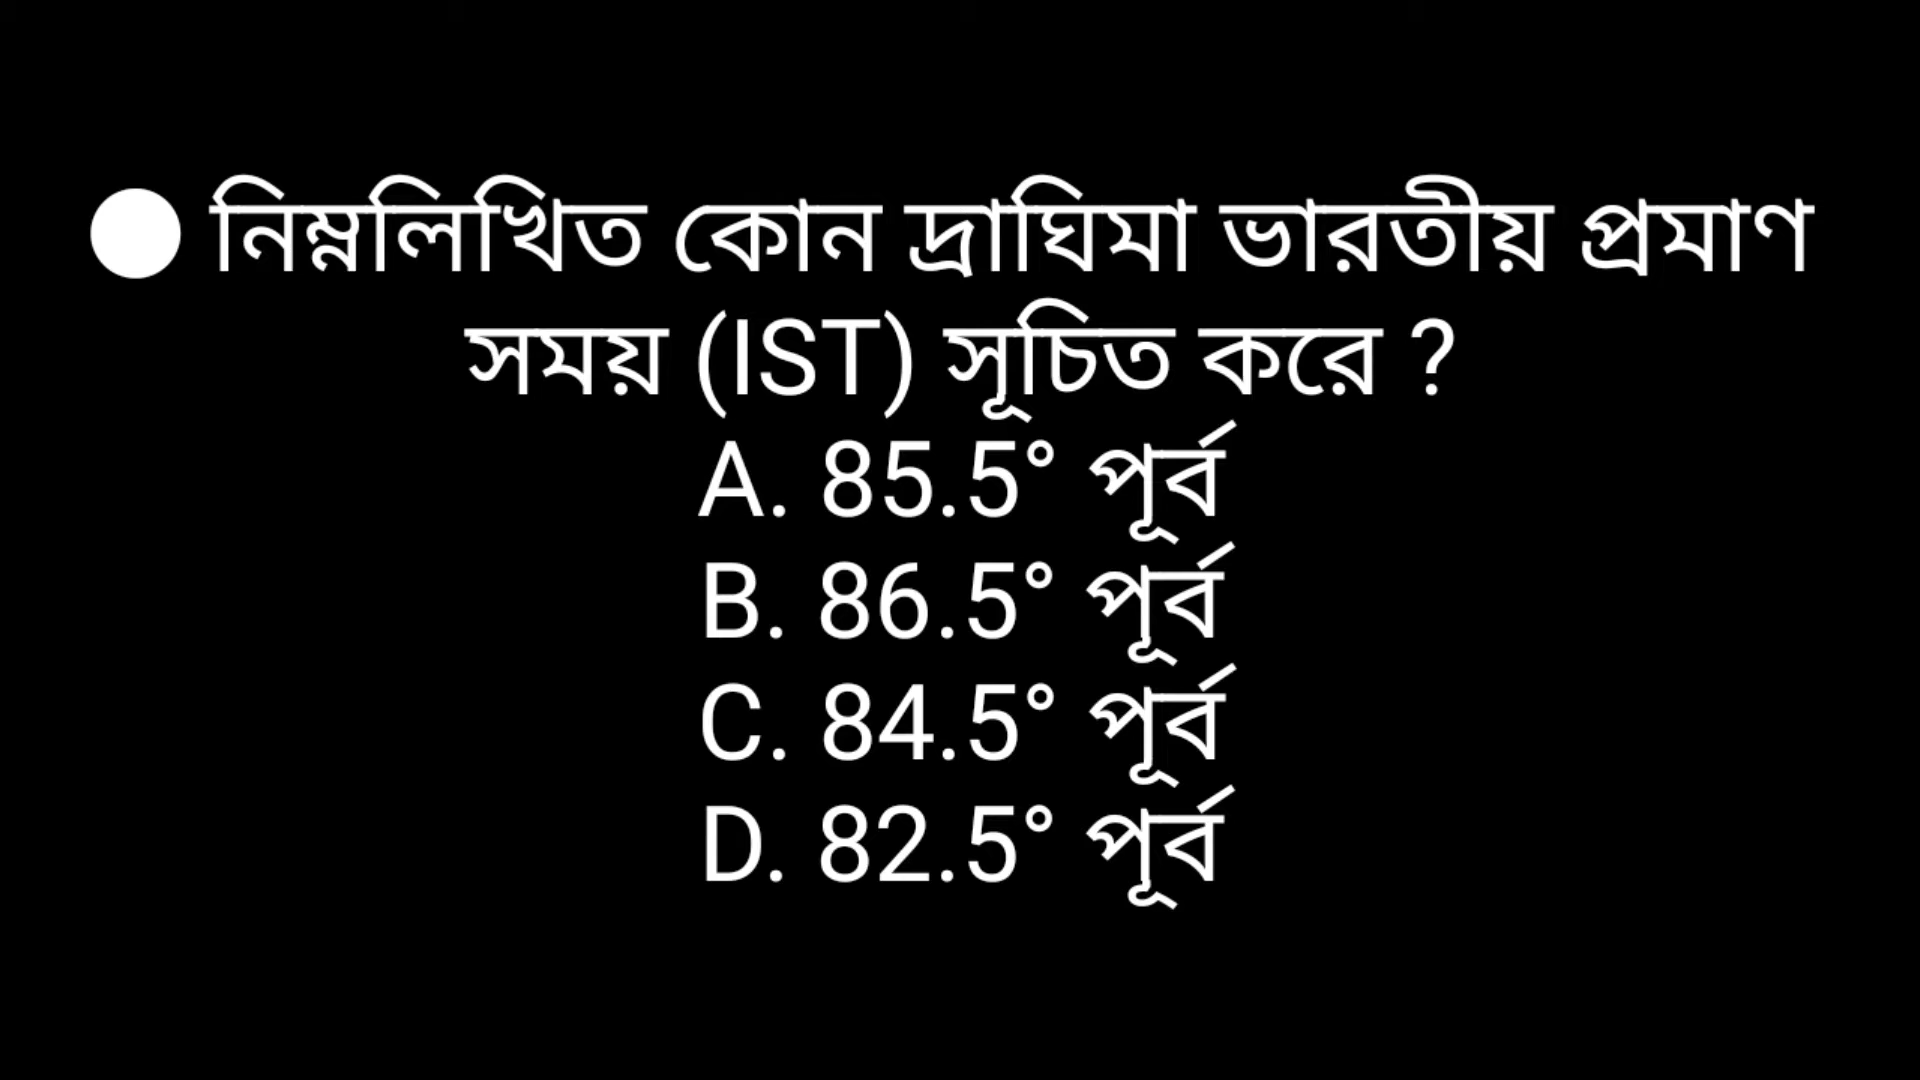 ● নিম্নলিখিত কোন দ্রাঘিমা ভারতীয় প্রমাণ
সময় (IST) সূচিত করে ?
A. 85.5° পূর্ব
B. 86.5° পূর্ব
C. 84.5° পূর্ব
D. 82.5° পূর্ব